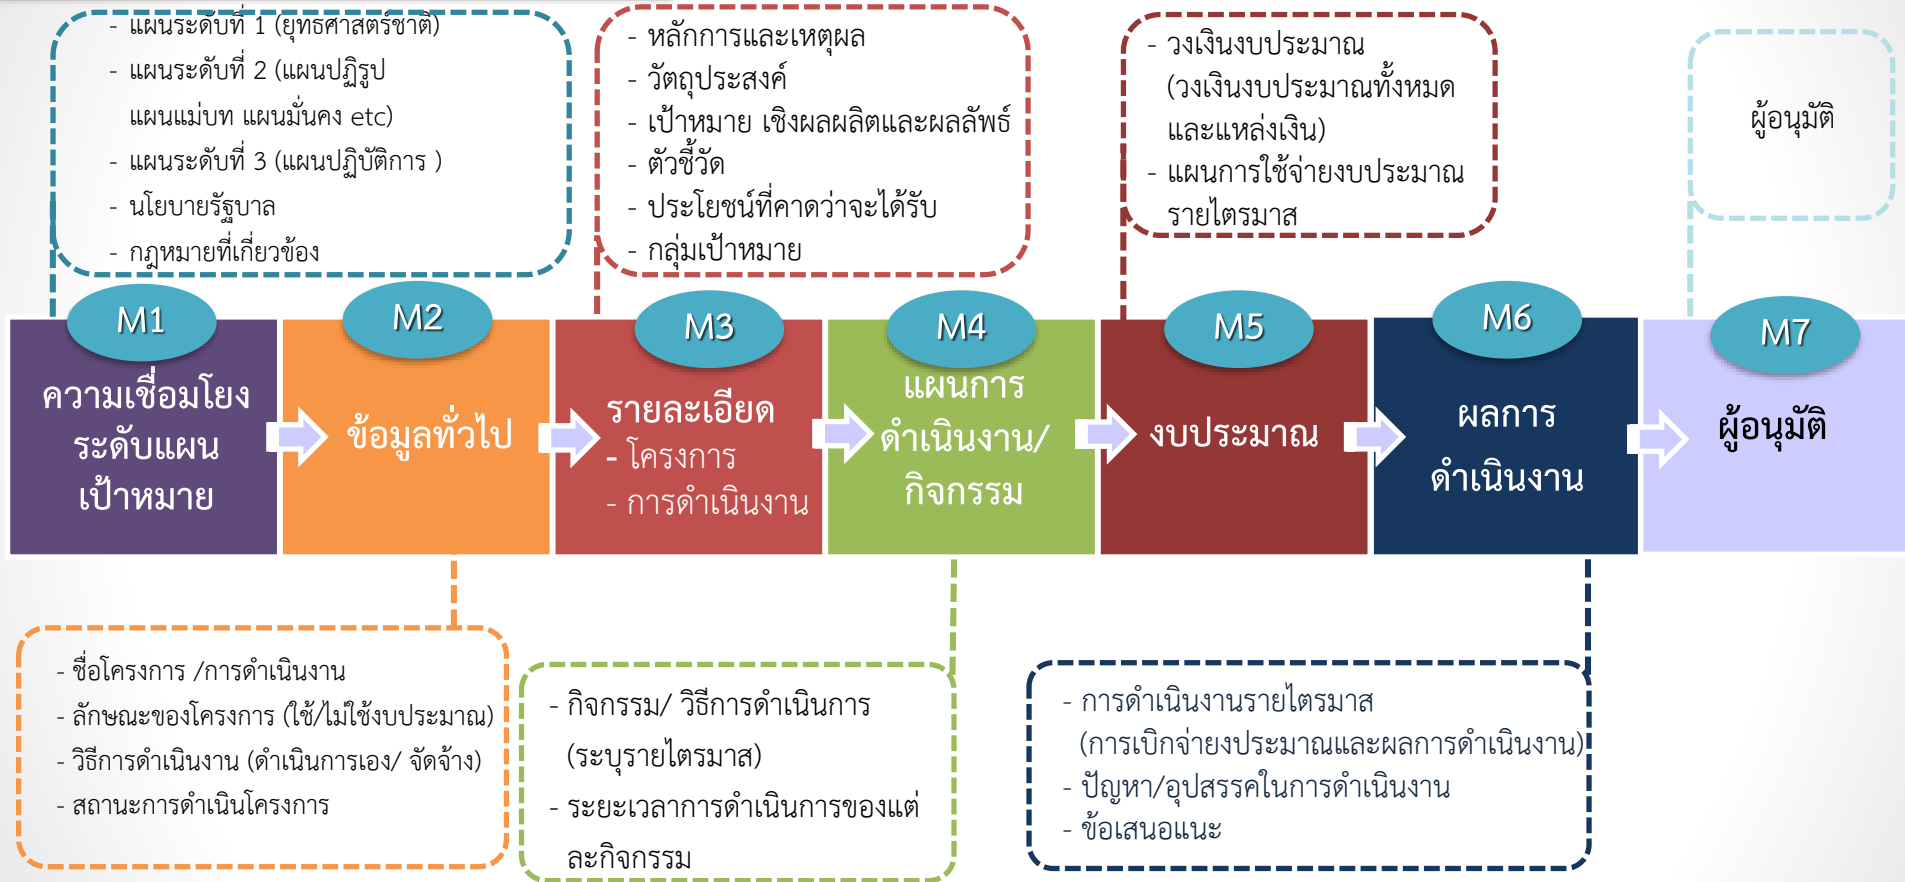 - แผนระดับที่ 1 (ยุทธศาสตร์ชาติ)
- แผนระดับที่ 2 (แผนปฏิรูป
แผนแม่บท แผนมั่นคง etc)
- แผนระดับที่ 3 (แผนปฏิบัติการ )
- นโยบายรัฐบาล
- กฎหมายที่เกี่ยวข้อง
- หลักการและเหตุผล
- วัตถุประสงค์
- เป้าหมาย เชิงผลผลิตและผลลัพธ์
- ตัวชี้วัด
- ประโยชน์ที่คาดว่าจะได้รับ
- กลุ่มเป้าหมาย
- วงเงินงบประมาณ
(วงเงินงบประมาณทั้งหมด
และแหล่งเงิน)
- แผนการใช้จ่ายงบประมาณ
รายไตรมาส
ผู้อนุมัติ
M1
ความเชื่อมโยง
ระดับแผน
เป้าหมาย
M2
ข้อมูลทั่วไป
M3
รายละเอียด
- โครงการ
- การดำเนินงาน
M4
แผนการ
ดำเนินงาน/
กิจกรรม
M5
งบประมาณ
M6
ผลการ
ดำเนินงาน
M7
ผู้อนุมัติ
- ชื่อโครงการ /การดำเนินงาน
- ลักษณะของโครงการ (ใช้/ไม่ใช้งบประมาณ)
- วิธีการดำเนินงาน (ดำเนินการเอง/ จัดจ้าง)
- สถานะการดำเนินโครงการ
- กิจกรรม/ วิธีการดำเนินการ
(ระบุรายไตรมาส)
- ระยะเวลาการดำเนินการของแต่
ละกิจกรรม
- การดำเนินงานรายไตรมาส
(การเบิกจ่ายงประมาณและผลการดำเนินงาน)
- ปัญหา/อุปสรรคในการดำเนินงาน
- ข้อเสนอแนะ